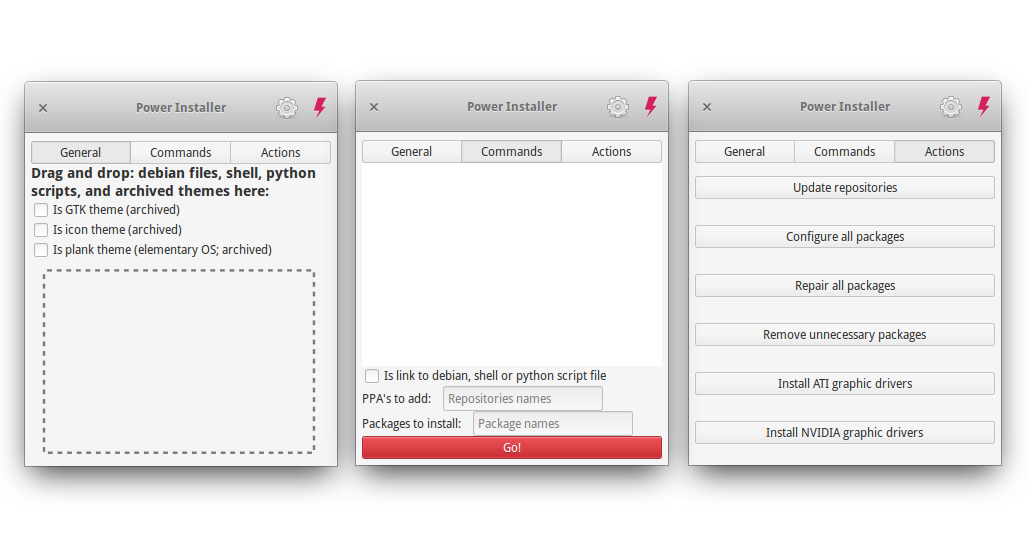 Power Installer
General Commands Actions
Drag and drop: debian files, shell, python
scripts, and archived themes here:
Is GTK theme (archived)
Is icon theme (archived)
Is plank theme (elementary OS; archived)
Power Installer
General Commands Actions
Is link to debian, shell or python script file
PPA's to add: Repositories names
Packages to install: Package names
Go!
Power Installer
General Commands Actions
Update repositories
Configure all packages
Repair all packages
Remove unnecessary packages
Install ATI graphic drivers
Install NVIDIA graphic drivers